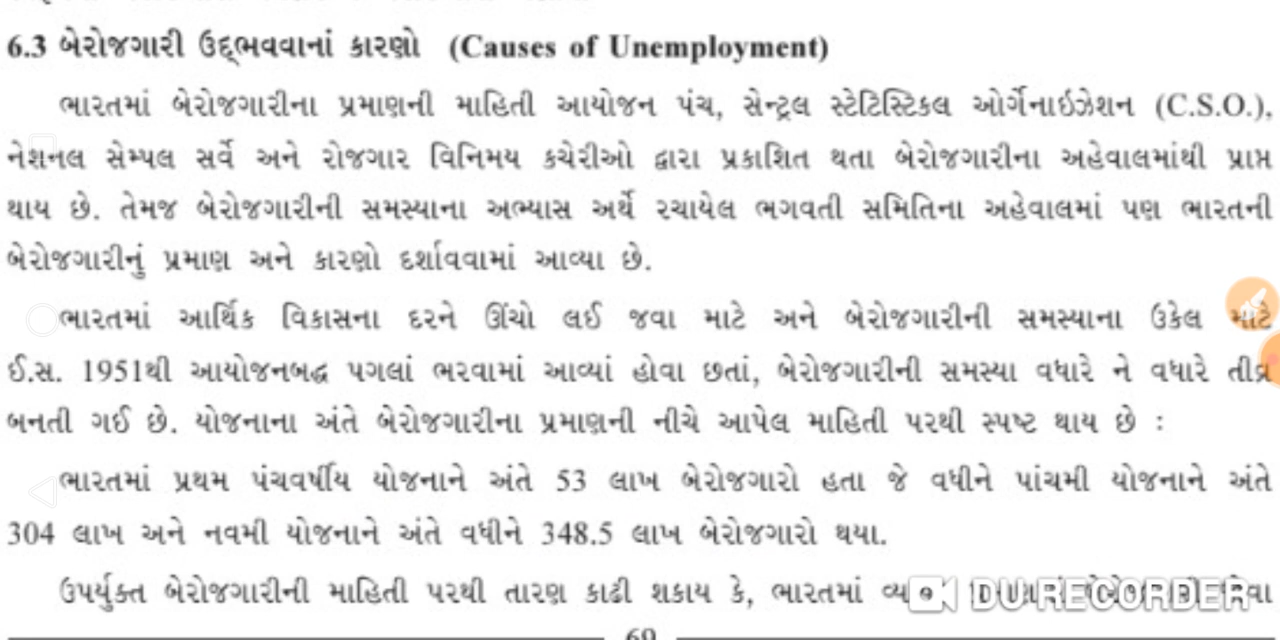 6.3 બેરોજગારી ઉદ્‌ભવવાનાં કારણો (Causes of Unemployment)
ભારતમાં બેરોજગારીના પ્રમાણની માહિતી આયોજન પંચ, સેન્ટ્રલ સ્ટેટિસ્ટિકલ ઓર્ગેનાઇઝેશન (C.S.O.),
નેશનલ સેમ્પલ સર્વે અને રોજગાર વિનિમય કચેરીઓ દ્વારા પ્રકાશિત થતા બેરોજગારીના અહેવાલમાંથી પ્રાપ્ત
થાય છે. તેમજ બેરોજગારીની સમસ્યાના અભ્યાસ અર્થે રચાયેલ ભગવતી સમિતિના અહેવાલમાં પણ ભારતની
બેરોજગારીનું પ્રમાણ અને કારણો દર્શાવવામાં આવ્યા છે.
ભારતમાં આર્થિક વિકાસના દરને ઊંચો લઈ જવા માટે અને બેરોજગારીની સમસ્યાના ઉકેલ માટે
ઈ.સ. 1951થી આયોજનબદ્ધ પગલાં ભરવામાં આવ્યાં હોવા છતાં, બેરોજગારીની સમસ્યા વધારે ને વધારે તીવ્ર
બનતી ગઈ છે. યોજનાના અંતે બેરોજગારીના પ્રમાણની નીચે આપેલ માહિતી પરથી સ્પષ્ટ થાય છે :
ભારતમાં પ્રથમ પંચવર્ષીય યોજનાને અંતે 53 લાખ બેરોજગારો હતા જે વધીને પાંચમી યોજનાને અંતે
304 લાખ અને નવમી યોજનાને અંતે વધીને 348.5 લાખ બેરોજગારો થયા.
ઉપર્યુક્ત બેરોજગારીની માહિતી પરથી તારણ કાઢી શકાય કે, ભારતમાં
DU RECORDER